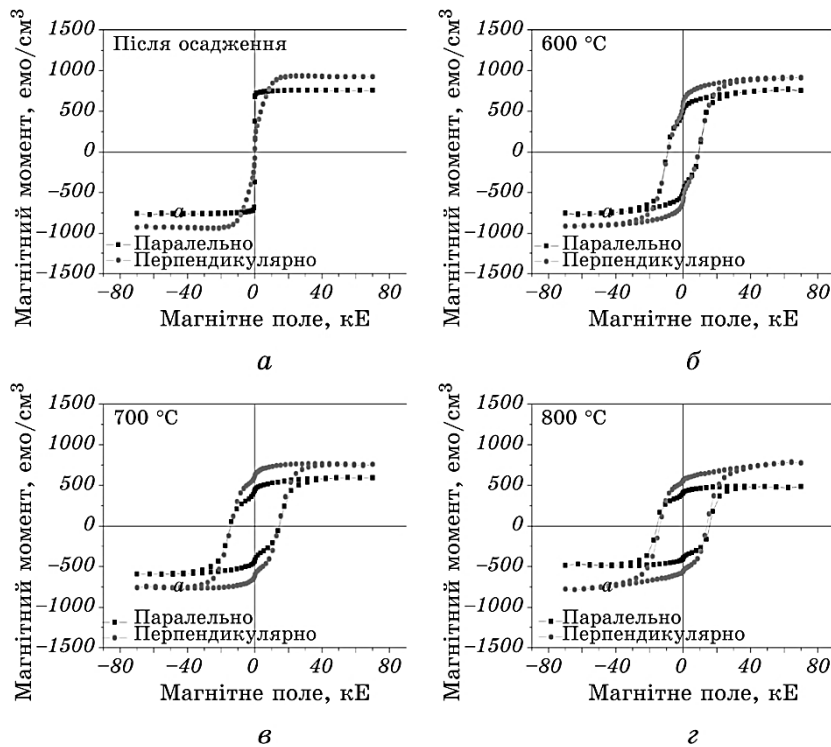 1500
Після осадження
1000
500
0
−500
a
−1000
Паралельно
Перпендикулярно
−1500
−80
−40
0
40
80
Магнітний момент, емо/см³
Магнітне поле, кЕ
а
1500
600 °C
1000
500
0
−500
a
−1000
Паралельно
Перпендикулярно
−1500
−80
−40
0
40
80
Магнітний момент, емо/см³
Магнітне поле, кЕ
б
1500
700 °C
1000
500
0
−500
a
−1000
Паралельно
Перпендикулярно
−1500
−80
−40
0
40
80
Магнітний момент, емо/см³
Магнітне поле, кЕ
в
1500
800 °C
1000
500
0
−500
a
−1000
Паралельно
Перпендикулярно
−1500
−80
−40
0
40
80
Магнітний момент, емо/см³
Магнітне поле, кЕ
г